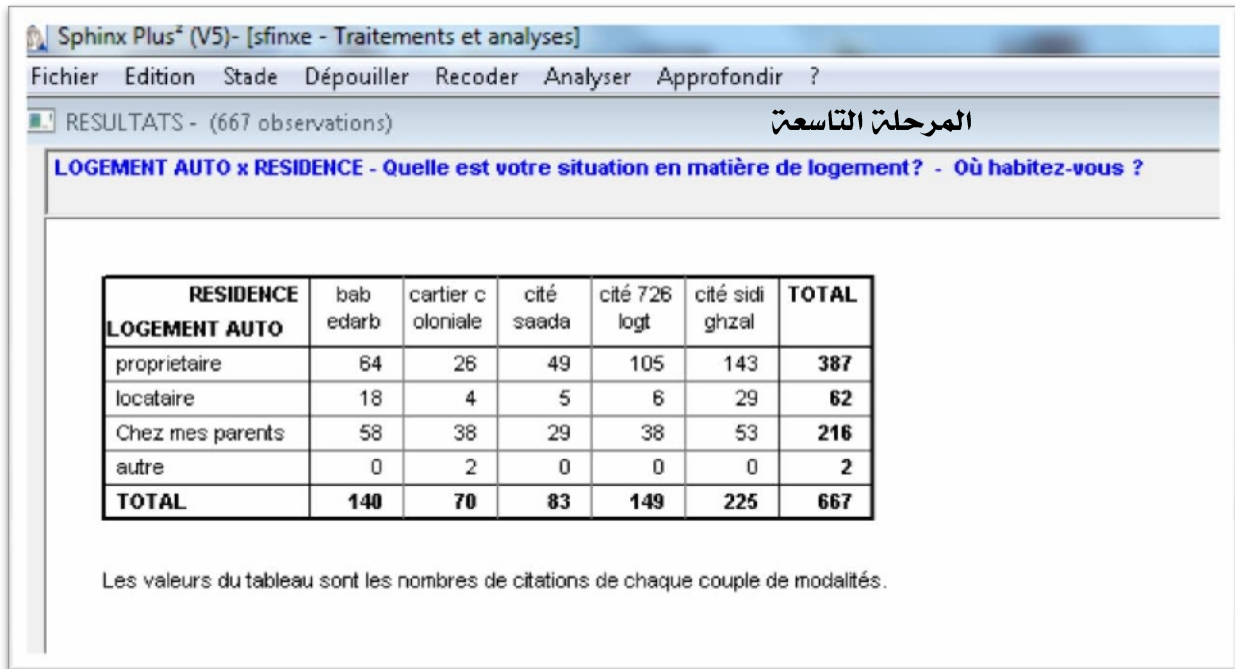 Sphinx Plus² (V5)- [sfinxe - Traitements et analyses]
Fichier Edition Stade Dépouiller Recoder Analyser Approfondir ?
RESULTATS - (667 observations) المرحلة التاسعة
LOGEMENT AUTO x RESIDENCE - Quelle est votre situation en matière de logement? - Où habitez-vous ?
RESIDENCE bab cartier c cité cité 726 cité sidi TOTAL
LOGEMENT AUTO edarb oloniale saada logt ghzal
proprietaire 64 26 49 105 143 387
locataire 18 4 5 6 29 62
Chez mes parents 58 38 29 38 53 216
autre 0 2 0 0 0 2
TOTAL 140 70 83 149 225 667
Les valeurs du tableau sont les nombres de citations de chaque couple de modalités.